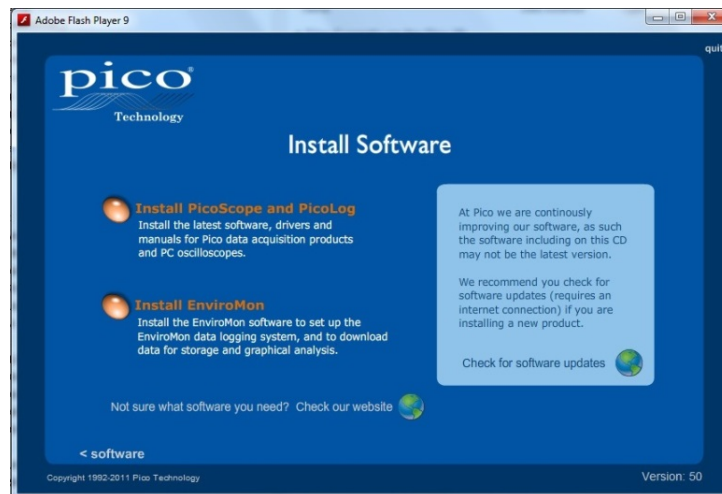 Adobe Flash Player 9
quit
pico
Technology
Install Software
Install PicoScope and PicoLog
Install the latest software, drivers and
manuals for Pico data acquisition products
and PC oscilloscopes.
Install EnviroMon
Install the EnviroMon software to set up the
EnviroMon data logging system, and to download
data for storage and graphical analysis.
At Pico we are continously
improving our software, as such
the software including on this CD
may not be the latest version.
We recommend you check for
software updates (requires an
internet connection) if you are
installing a new product.
Check for software updates
Not sure what software you need? Check our website
< software
Copyright 1992-2011 Pico Technology
Version: 50